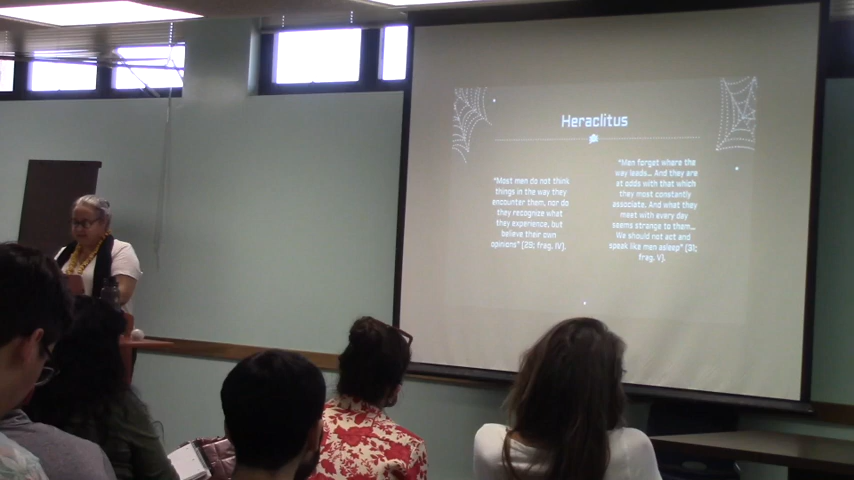 Heraclitus
"Most men do not think
things in the way they
encounter them, nor do
they recognize what
they experience, but
believe their own
opinions" (25; frag. IV).
"Men forget where the
way leads... And they are
at odds with that which
they most constantly
associate. And what they
meet with every day
seems strange to them...
We should not act and
speak like men asleep" (31;
frag. V).